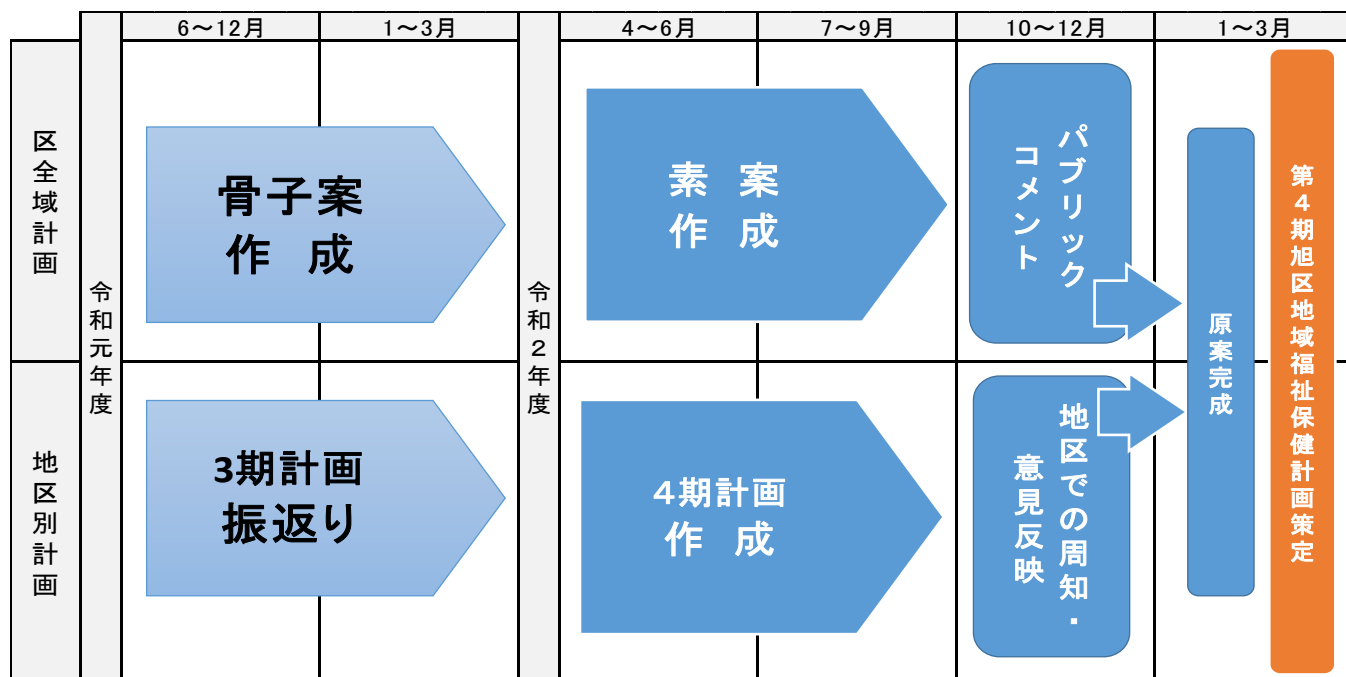 6～12月
1～3月
4～6月
7～9月
10～12月
1～3月
令和元年度
令和２年度
区全域計画
骨子案
作　成
素　案
作　成
パブリック
コメント
原案完成
第４期旭区地域福祉保健計画策定
地区別計画
3期計画
振返り
４期計画
作　成
地区での周知・
意見反映